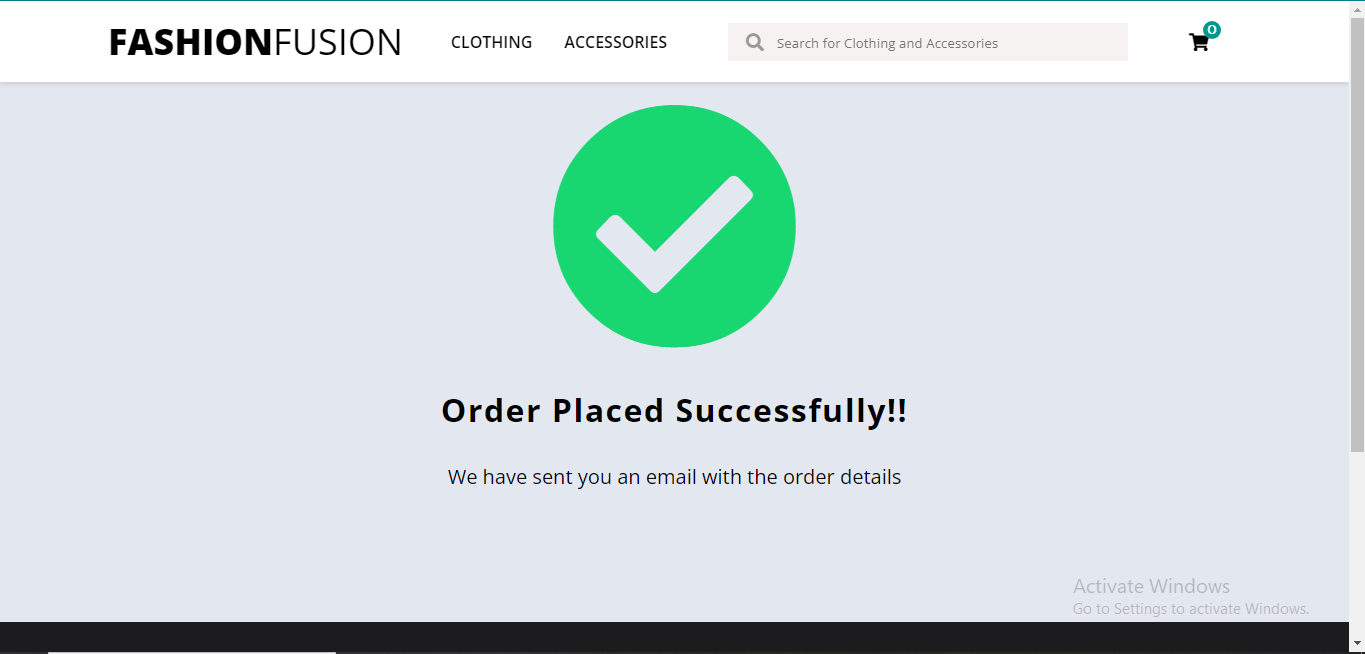 FASHIONFUSION
CLOTHING
ACCESSORIES
Search for Clothing and Accessories
0
Order Placed Successfully!!
We have sent you an email with the order details
Activate Windows
Go to Settings to activate Windows.